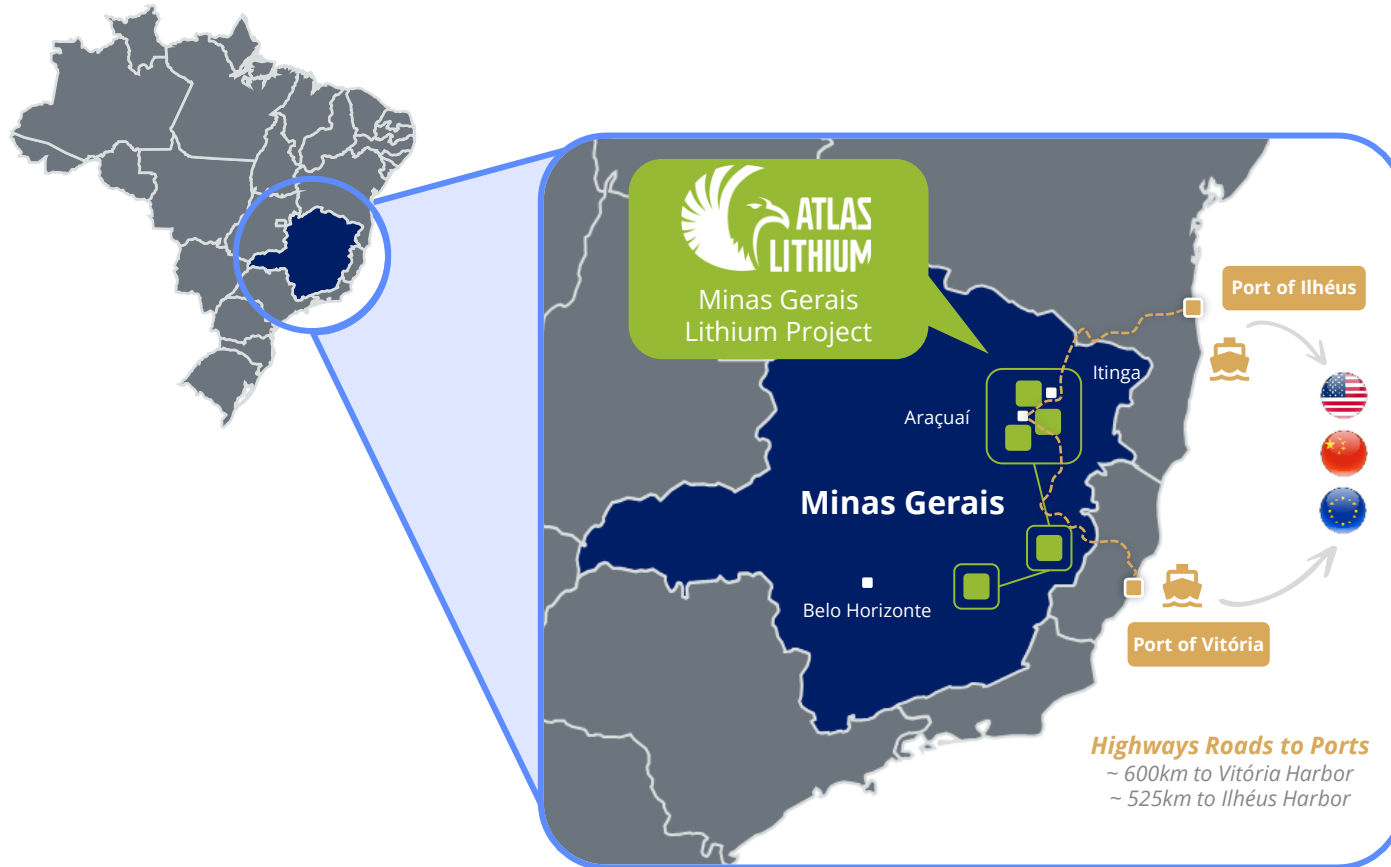 ATLAS
LITHIUM
Minas Gerais
Lithium Project
Port of Ilhéus
Itinga
Araçuaí
Minas Gerais
Belo Horizonte
Port of Vitória
Highways Roads to Ports
~ 600km to Vitória Harbor
~ 525km to Ilhéus Harbor